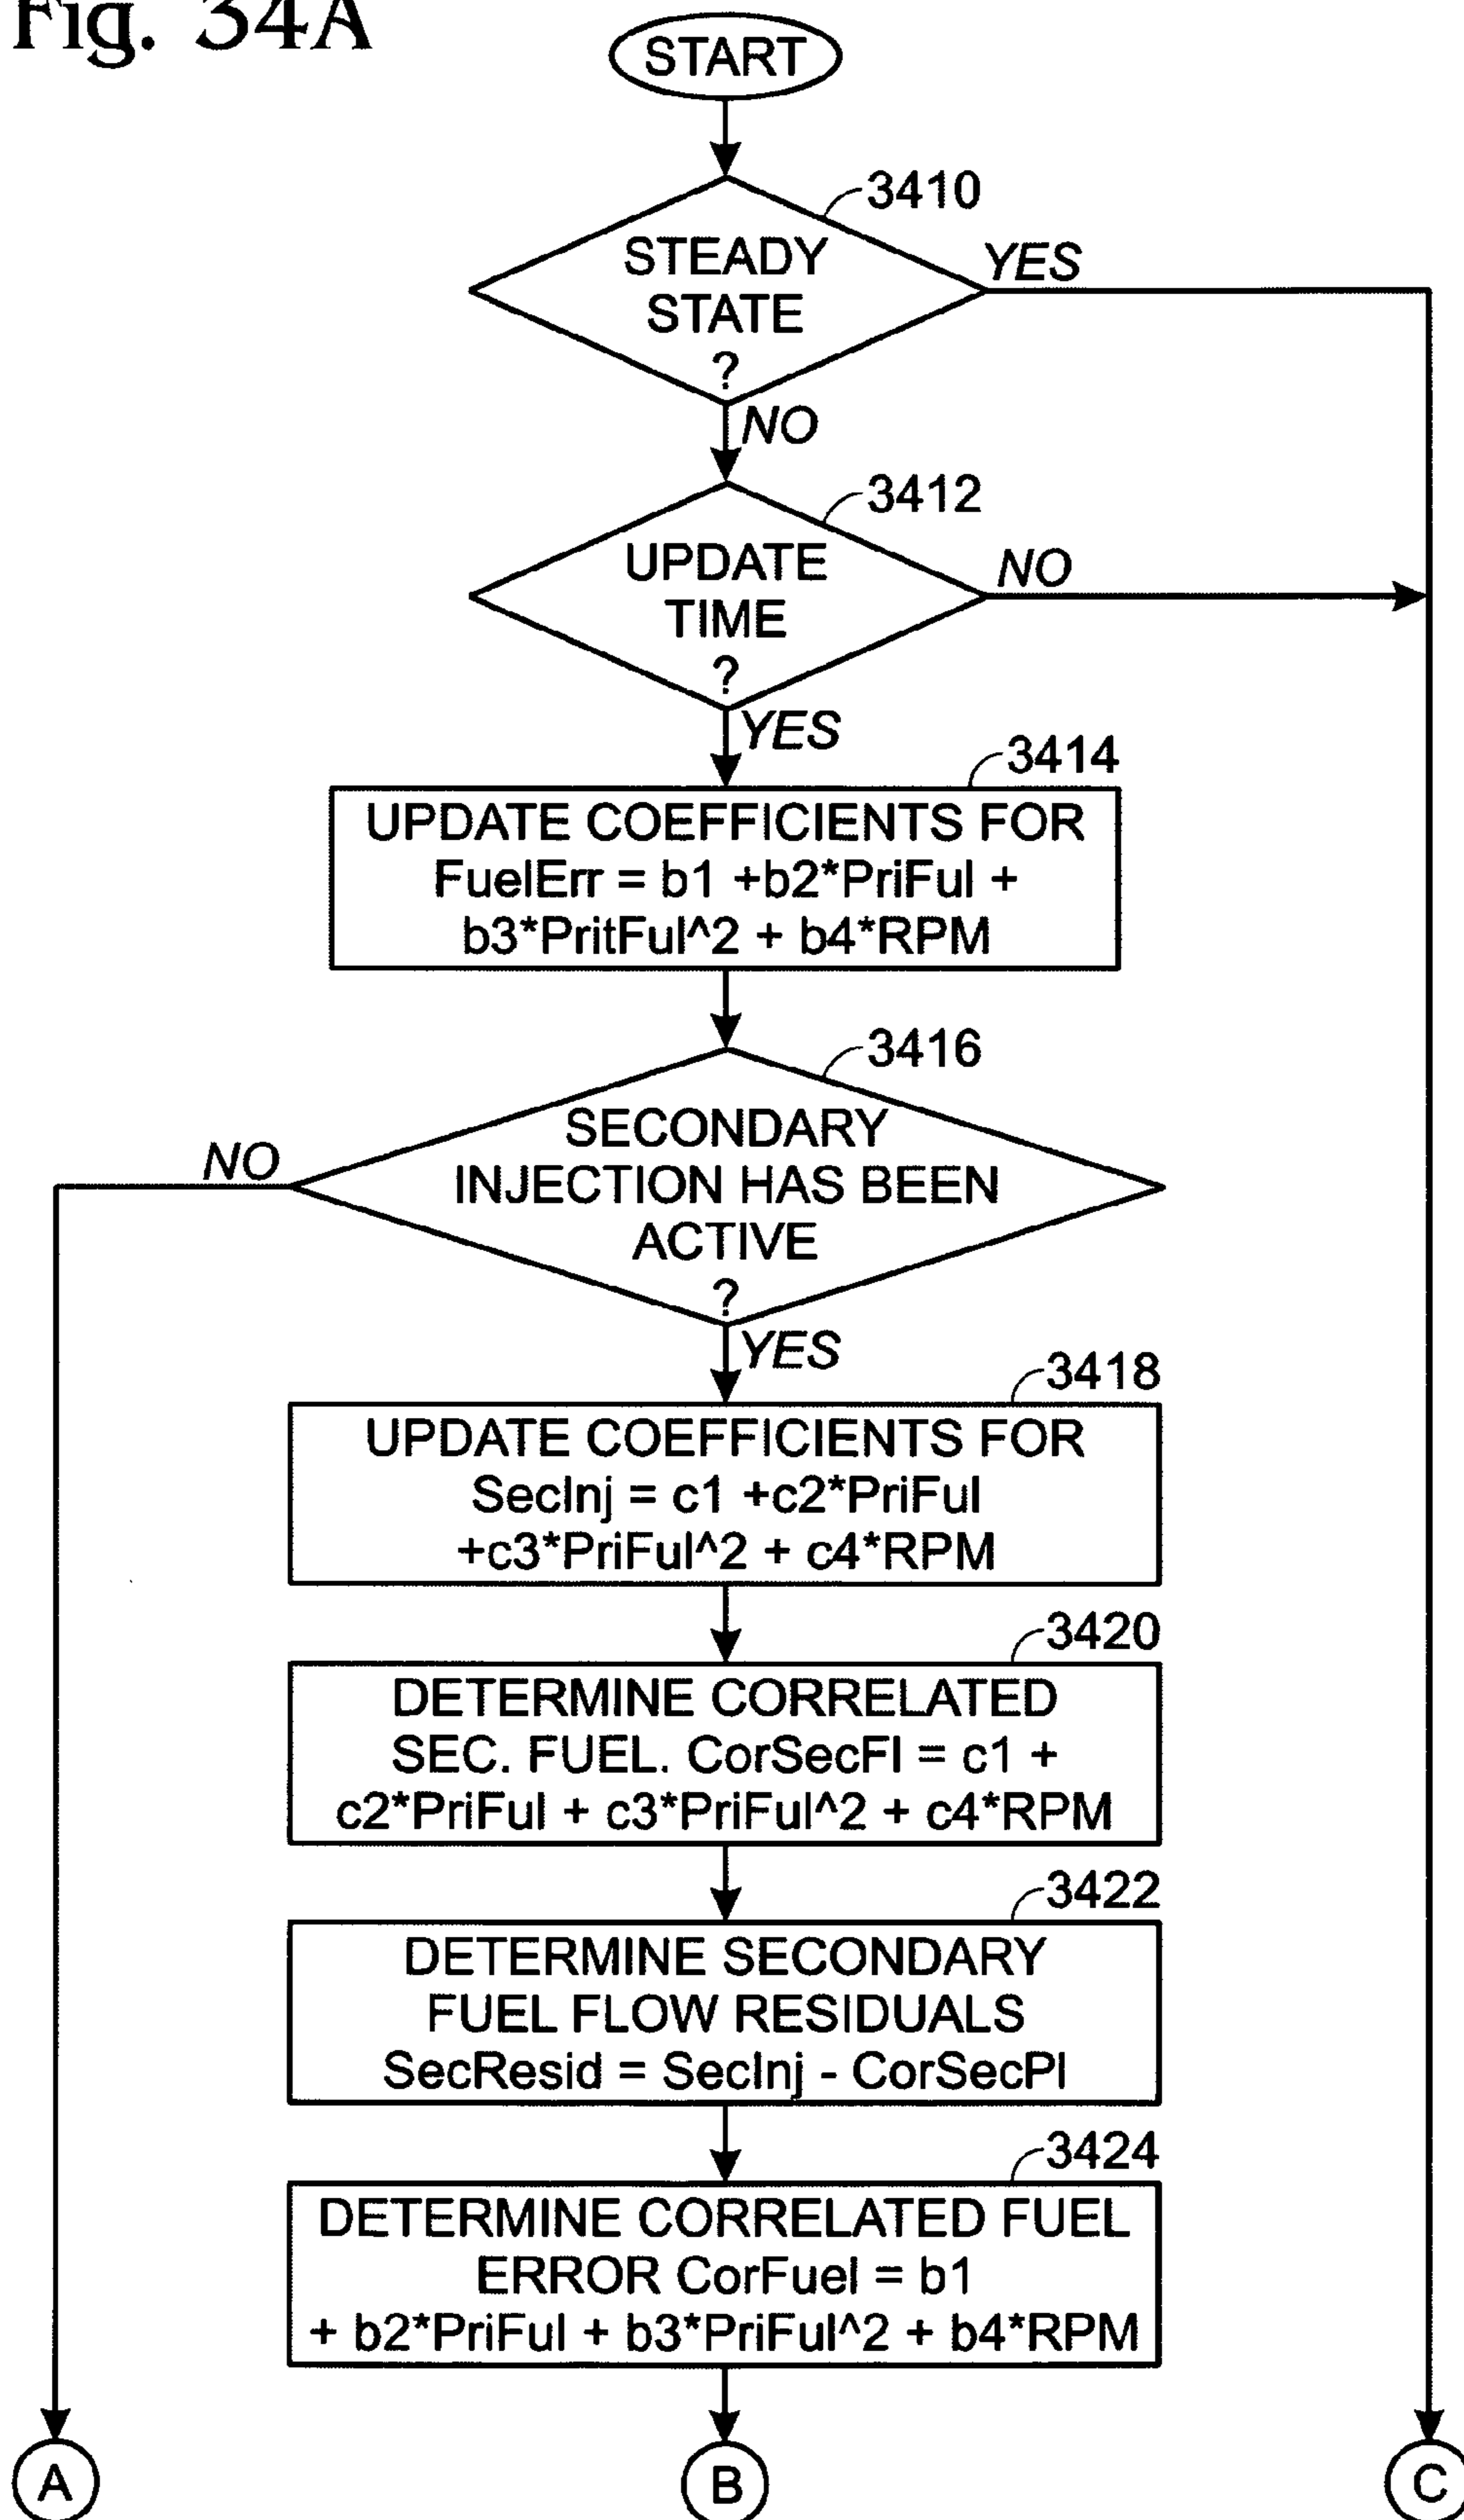 Fig. 34A
START
3410
STEADY
STATE
?
YES
NO
3412
UPDATE
TIME
?
NO
YES
3414
UPDATE COEFFICIENTS FOR
FuelErr = b1 +b2*PriFul +
b3*PritFul^2 + b4*RPM
3416
SECONDARY
INJECTION HAS BEEN
ACTIVE
?
NO
YES
3418
UPDATE COEFFICIENTS FOR
SecInj = c1 +c2*PriFul
+c3*PriFul^2 + c4*RPM
3420
DETERMINE CORRELATED
SEC. FUEL. CorSecFl = c1 +
c2*PriFul + c3*PriFul^2 + c4*RPM
3422
DETERMINE SECONDARY
FUEL FLOW RESIDUALS
SecResid = SecInj - CorSecPl
3424
DETERMINE CORRELATED FUEL
ERROR CorFuel = b1
+ b2*PriFul + b3*PriFul^2 + b4*RPM
A
B
C